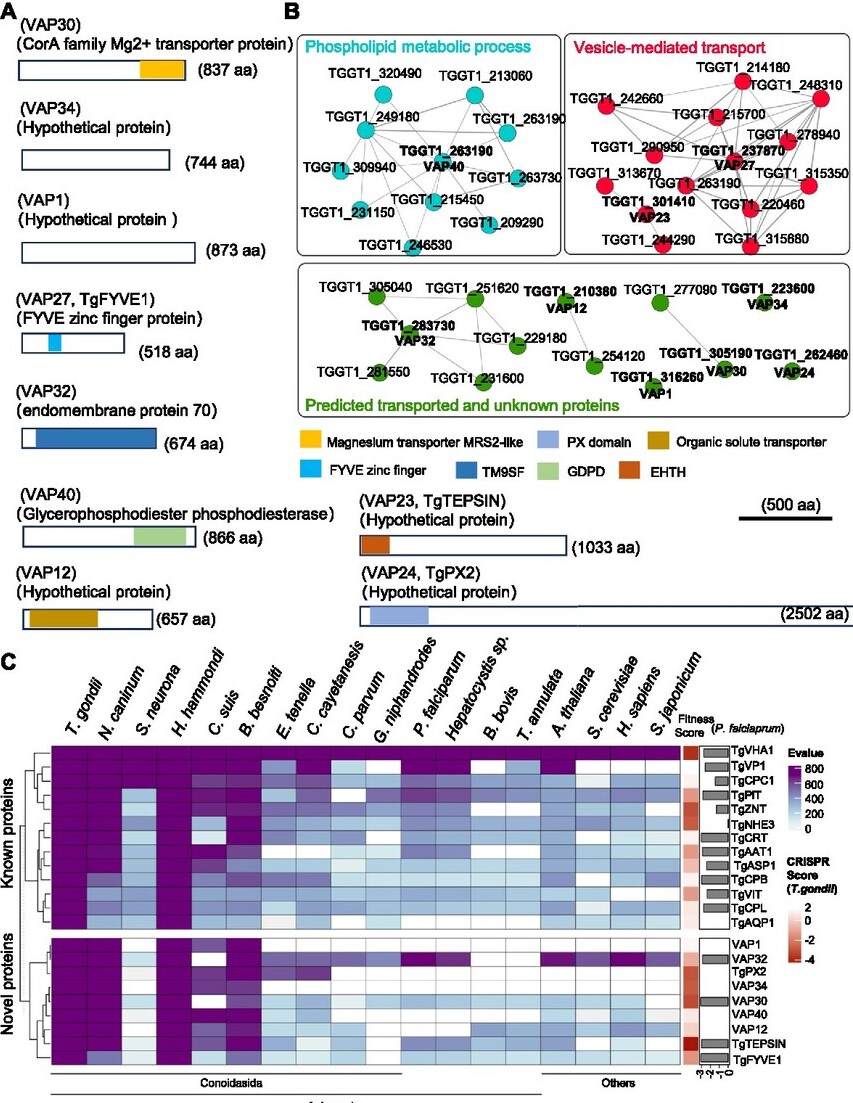 A
(VAP30)
(CorA family Mg2+ transporter protein)
(837 aa)
(VAP34)
(Hypothetical protein)
744 aa)
(VAP1)
(Hypothetical protein )
(873 aa)
(VAP27, TgFYVE1)
(FYVE zinc finger protein)
(518 aa)
(VAP32)
(endomembrane protein 70)
(674 aa)
(VAP40)
(Glycerophosphodiester phosphodiesterase)
(866 aa)
(VAP12)
(Hypothetical protein)
(657 aa)
B
Phospholipid metabolic process
TGGT1_320490
TGGT1_213060
TGGT1_249180
TGGT1_263190
TGGT1_263190
VAP40
TGGT1_309940
TGGT1_263730
TGGT1_215450
TGGT1_231150
TGGT1_209290
TGGT1_246530
Vesicle-mediated transport
TGGT1_214180
TGGT1_248310
TGGT1_242660
TGGT1_215700
TGGT1_278940
TGGT1_290950
TGGT1_237870
VAP27
TGGT1_313670
TGGT1_263190
TGGT1_315350
TGGT1_301410
VAP23
TGGT1_220460
TGGT1_244290
TGGT1_315680
TGGT1_305040
TGGT1_251620
TGGT1_210380
VAP12
TGGT1_277090
TGGT1_223600
VAP34
TGGT1_283730
VAP32
TGGT1_229180
TGGT1_254120
TGGT1_305190
VAP30
TGGT1_262460
VAP24
TGGT1_281550
TGGT1_231600
TGGT1_316260
VAP1
Predicted transported and unknown proteins
Magnesium transporter MRS2-like
PX domain
Organic solute transporter
FYVE zinc finger
TM9SF
GDPD
EHTH
(VAP23, TgTEPSIN)
(Hypothetical protein)
(1033 aa)
(500 aa)
(VAP24, TgPX2)
(Hypothetical protein)
(2502 aa)
C
T. gondii
N. caninum
S. neurona
H. hammondi
C. suis
B. besnoiti
E. tenella
C. cayetanesis
C. parvum
G. niphandrodes
P. falciparum
Hepatocystis sp.
B. bovis
T. annulata
A. thaliana
S. cerevisiae
H. sapiens
S. japonicum
Fitness
Score
(P. falciaprum)
Known proteins
TgVHA1
TgVP1
TgCPC1
TgPIT
TgZNT
TgNHE3
TgCRT
TgAAT1
TgASP1
TgCPB
TgVIT
TgCPL
TgAQP1
Novel proteins
VAP1
VAP32
TgPX2
VAP34
VAP30
VAP40
VAP12
TgTEPSIN
TgFYVE1
-3
-2
-1
0
Evalue
800
600
400
200
0
CRISPR
Score
(T.gondii)
2
0
-2
-4
Conoidasida
Others